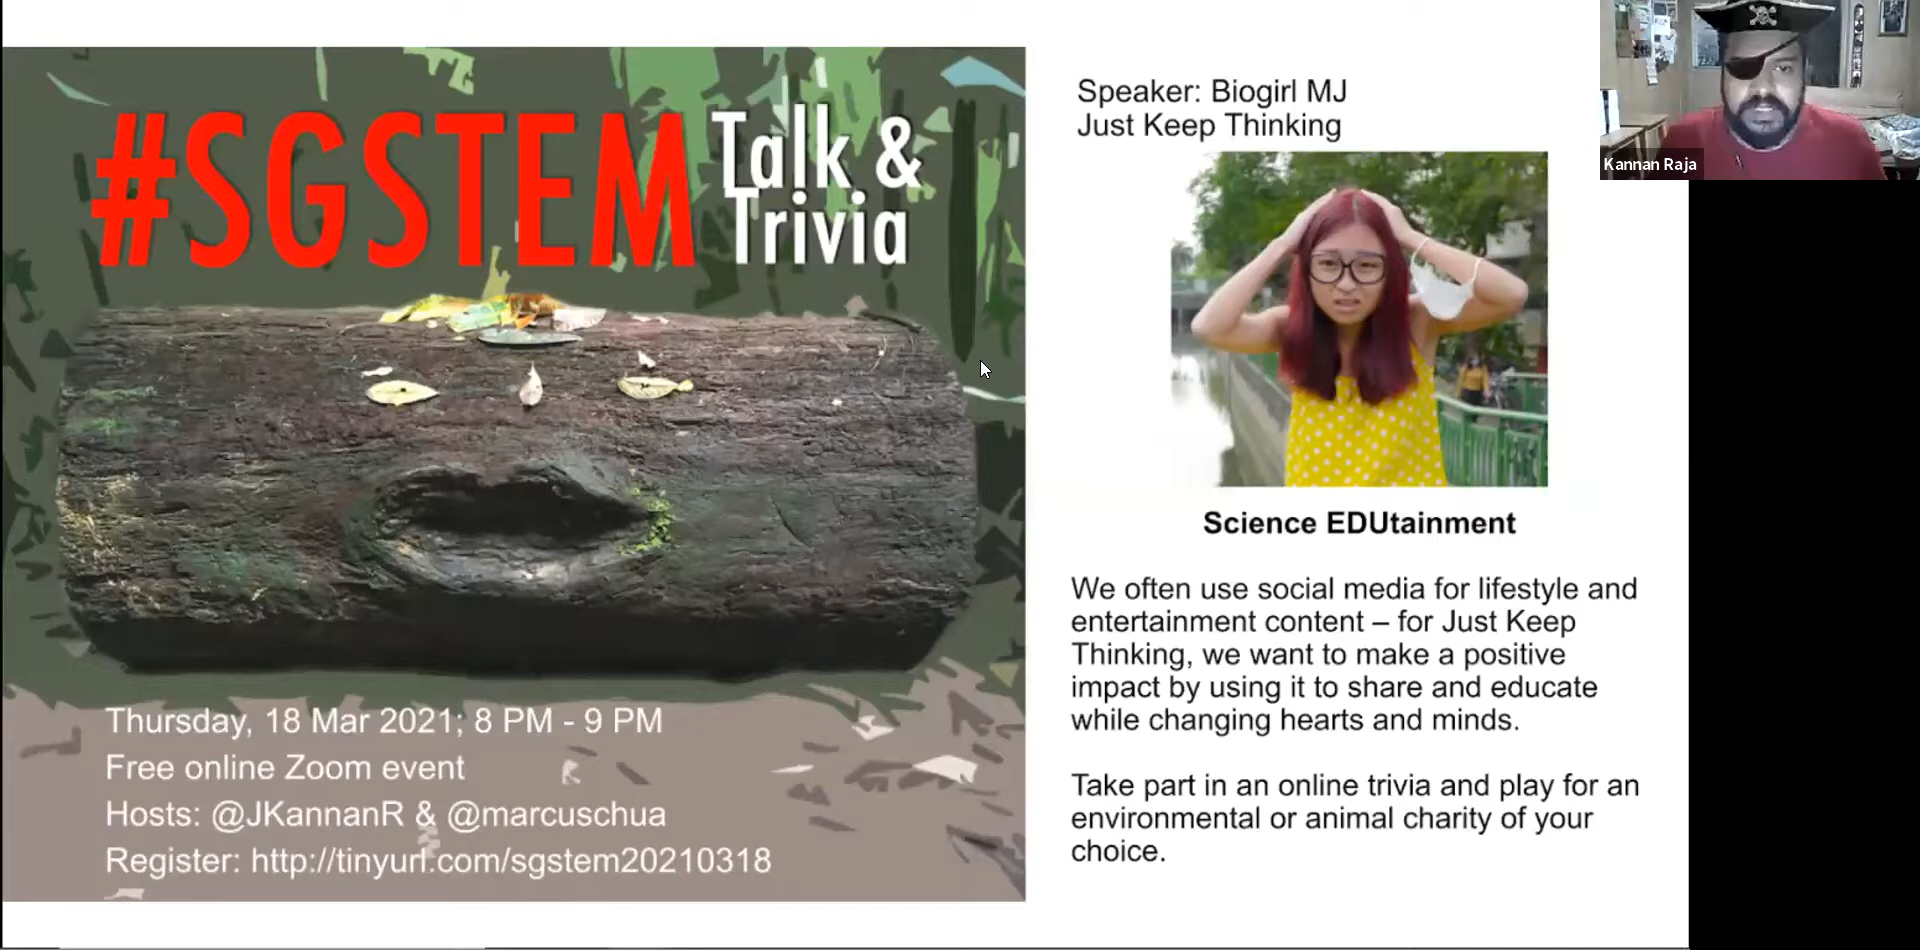 #SGSTEM Talk &
Trivia
Thursday, 18 Mar 2021; 8 PM - 9 PM
Free online Zoom event
Hosts: @JKannanR & @marcuschua
Register: http://tinyurl.com/sgstem20210318
Speaker: Biogirl MJ
Just Keep Thinking
Science EDUtainment
We often use social media for lifestyle and
entertainment content – for Just Keep
Thinking, we want to make a positive
impact by using it to share and educate
while changing hearts and minds.
Take part in an online trivia and play for an
environmental or animal charity of your
choice.
Kannan Raja